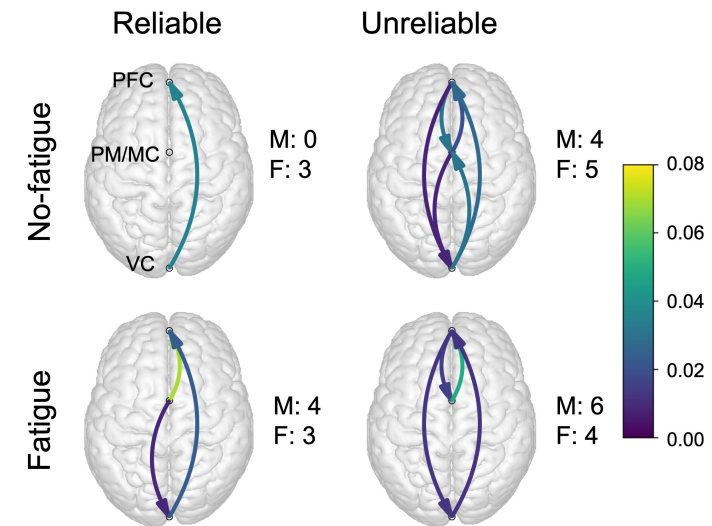 Reliable
Unreliable
No-fatigue
PFC
PM/MC
VC
M: 0
F: 3
M: 4
F: 5
Fatigue
M: 4
F: 3
M: 6
F: 4
0.08
0.06
0.04
0.02
0.00